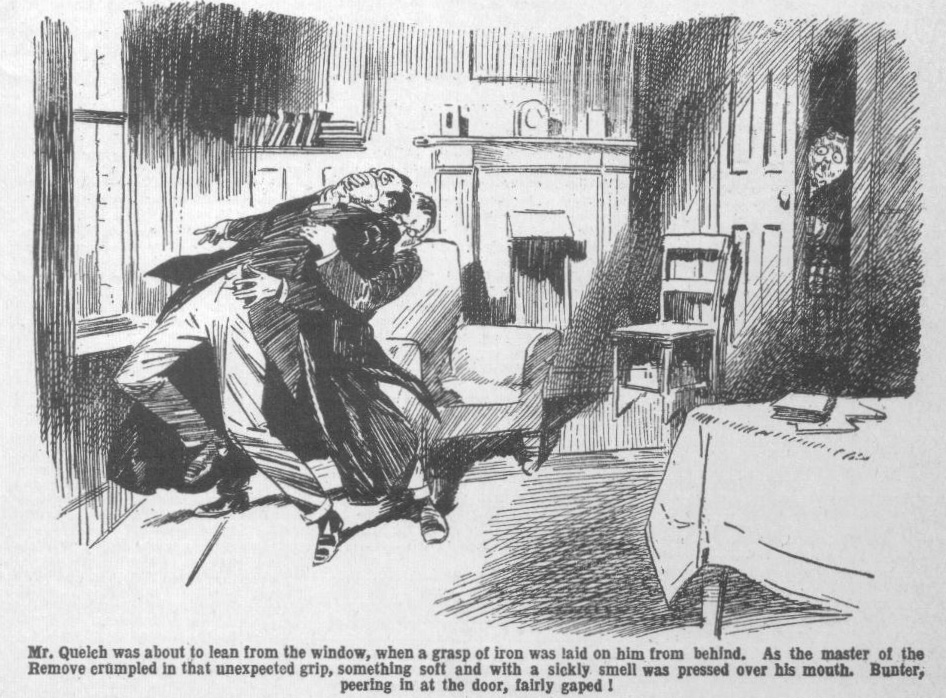 Mr. Quelch was about to lean from the window, when a grasp of iron was laid on him from behind. As the master of the
Remove crumpled in that unexpected grip, something soft and with a sickly smell was pressed over his mouth. Bunter,
peering in at the door, fairly gaped !